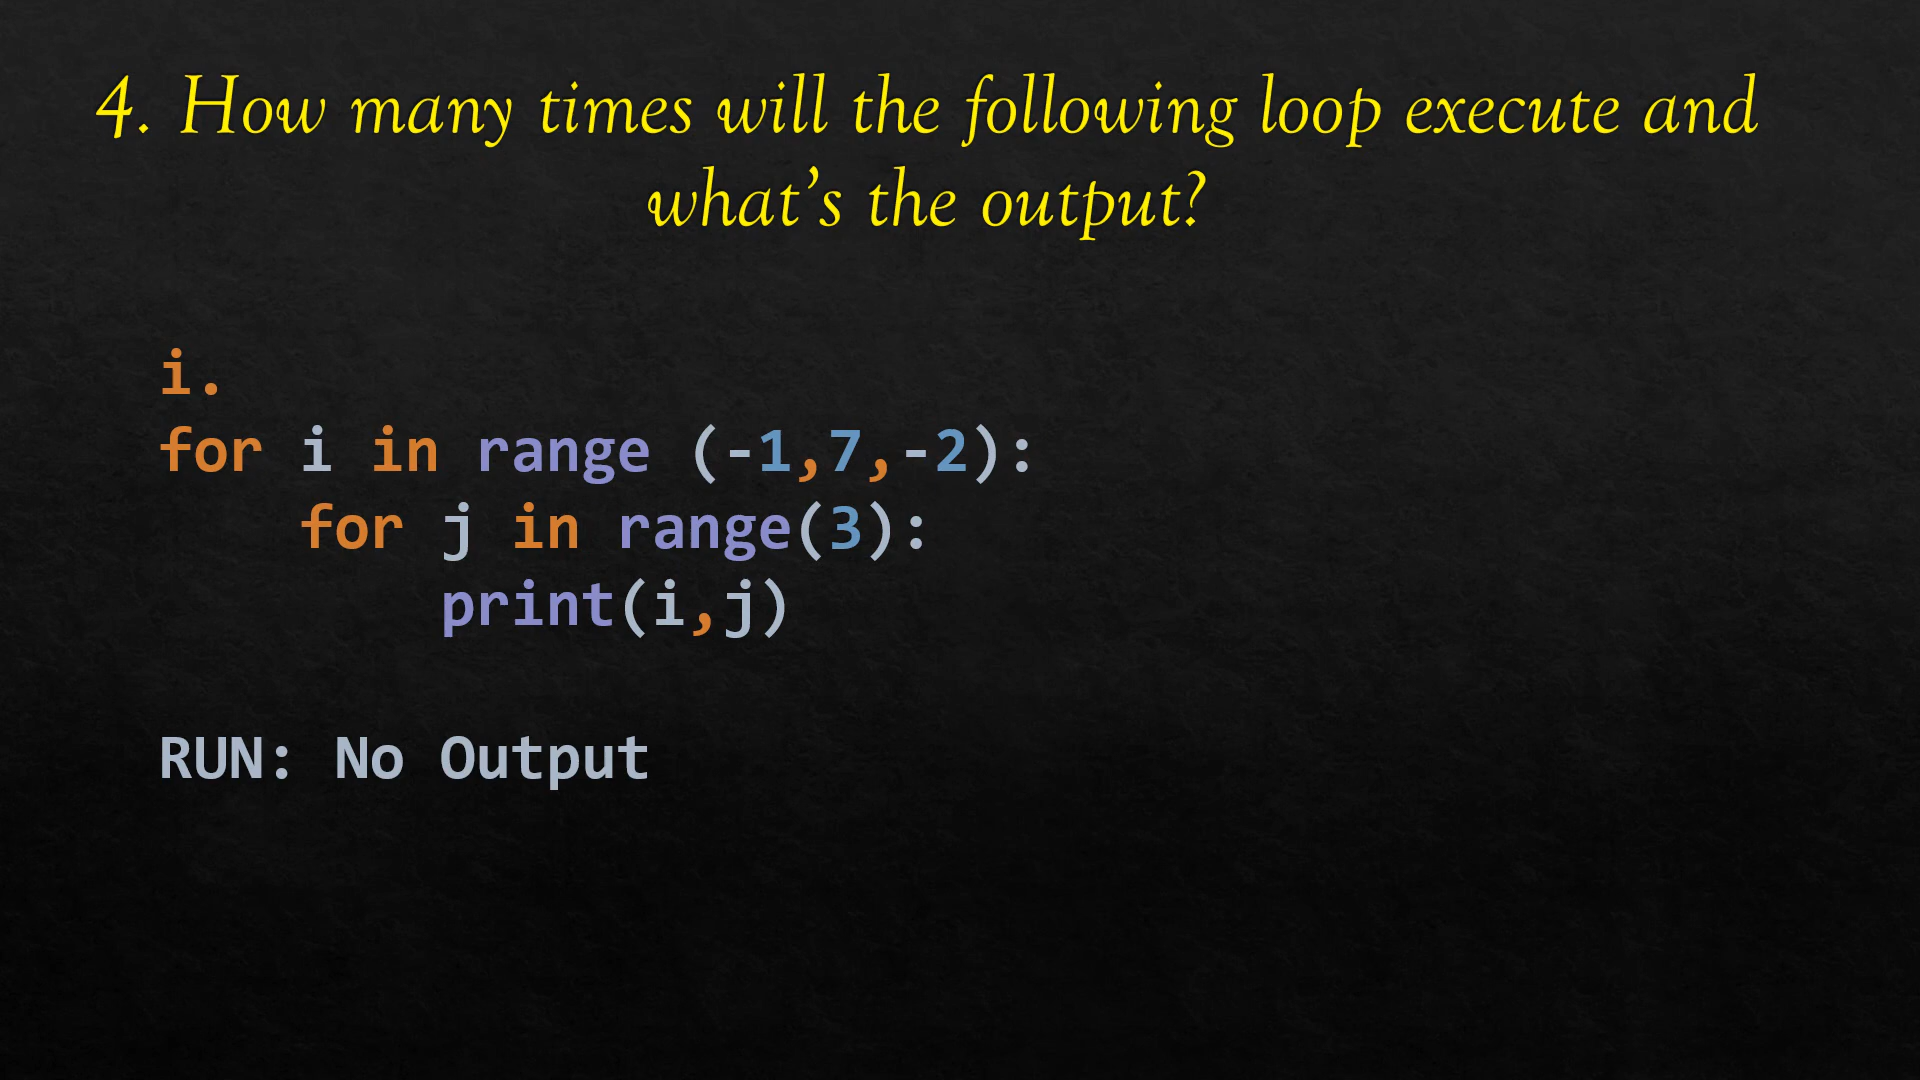 4. How many times will the following loop execute and
what’s the output?
i.
for i in range (-1,7,-2):
    for j in range(3):
        print(i,j)
RUN: No Output